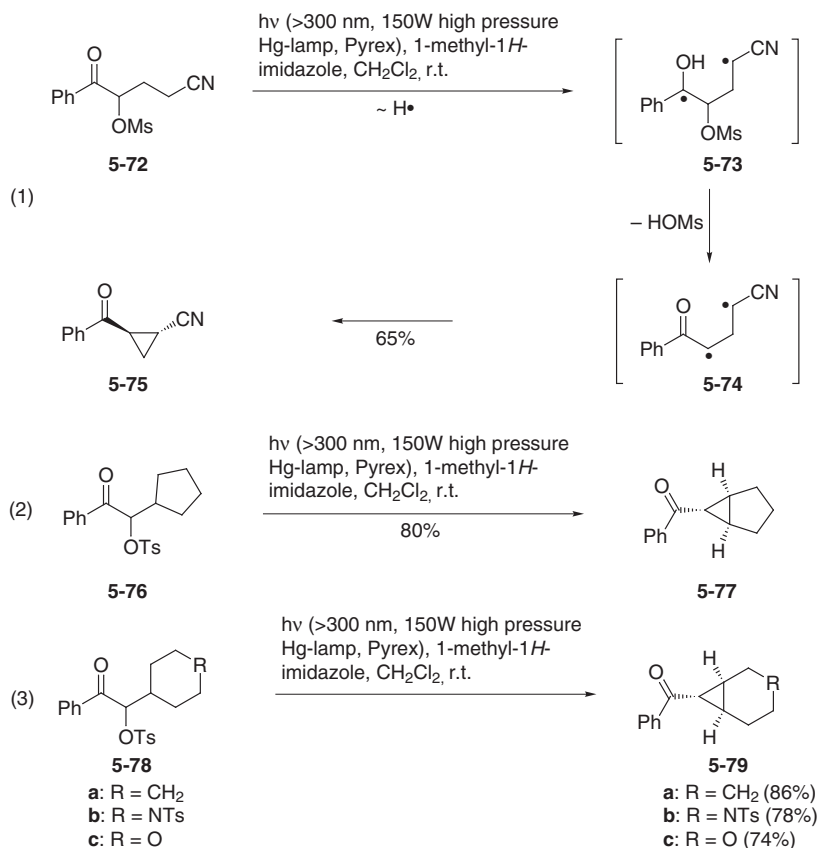 hν (>300 nm, 150W high pressure
Hg-lamp, Pyrex), 1-methyl-1H-
imidazole, CH₂Cl₂, r.t.
~ H•
O
Ph
CN
OMs
5-72
OH
CN
Ph
OMs
5-73
(1)
– HOMs
O
Ph
CN
5-75
65%
O
CN
Ph
5-74
(2)
O
Ph
OTs
5-76
hν (>300 nm, 150W high pressure
Hg-lamp, Pyrex), 1-methyl-1H-
imidazole, CH₂Cl₂, r.t.
80%
O
H
Ph
H
5-77
(3)
O
R
Ph
OTs
5-78
a: R = CH₂
b: R = NTs
c: R = O
hν (>300 nm, 150W high pressure
Hg-lamp, Pyrex), 1-methyl-1H-
imidazole, CH₂Cl₂, r.t.
O
H
R
Ph
H
5-79
a: R = CH₂ (86%)
b: R = NTs (78%)
c: R = O (74%)